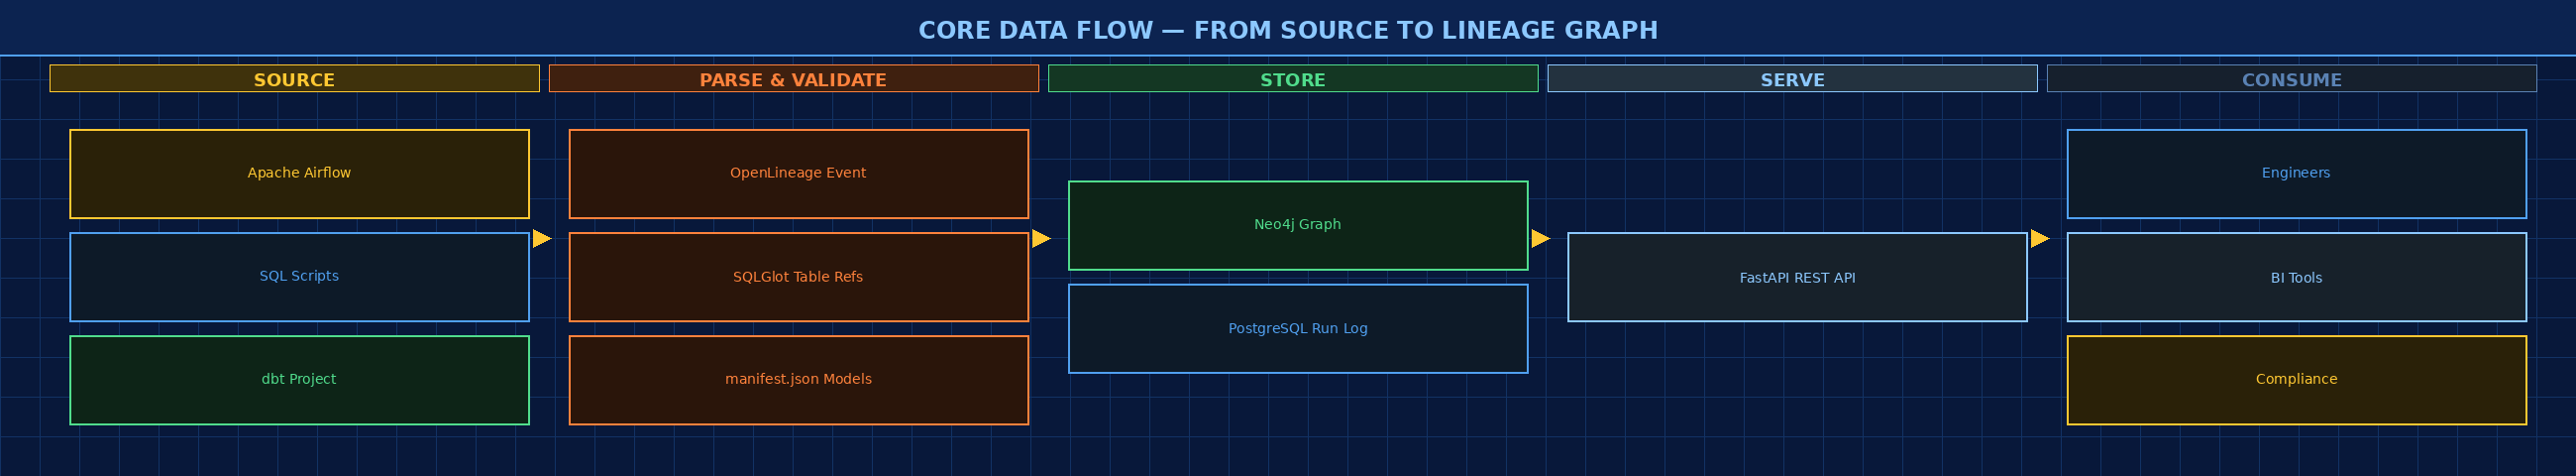 CORE DATA FLOW — FROM SOURCE TO LINEAGE GRAPH
SOURCE
Apache Airflow
SQL Scripts
dbt Project
PARSE & VALIDATE
OpenLineage Event
SQLGlot Table Refs
manifest.json Models
STORE
Neo4j Graph
PostgreSQL Run Log
SERVE
FastAPI REST API
CONSUME
Engineers
BI Tools
Compliance